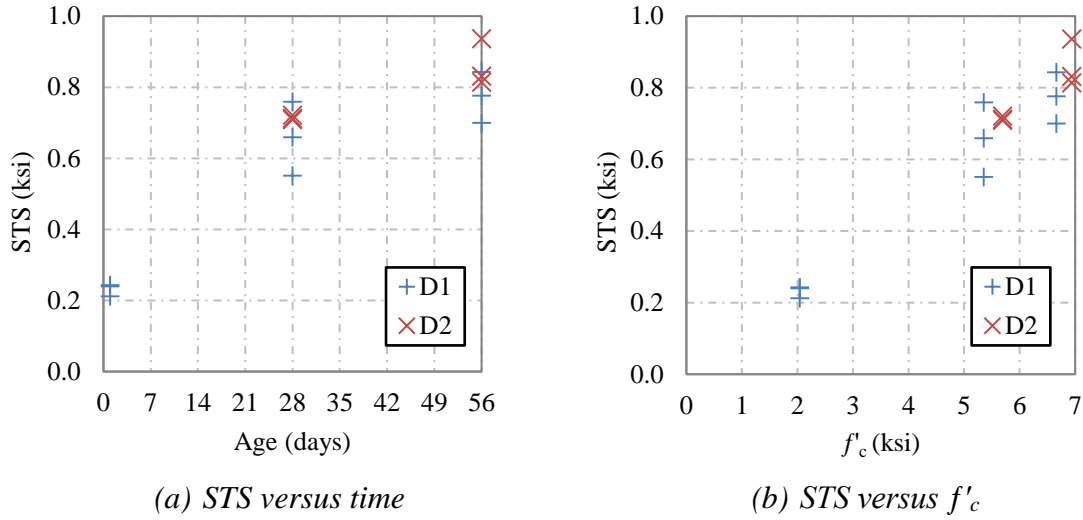 1.0
0.8
0.6
0.4
0.2
0.0
STS (ksi)
D1
D2
0 7 14 21 28 35 42 49 56
Age (days)
(a) STS versus time
1.0
0.8
0.6
0.4
0.2
0.0
STS (ksi)
D1
D2
0 1 2 3 4 5 6 7
f'c (ksi)
(b) STS versus f'c